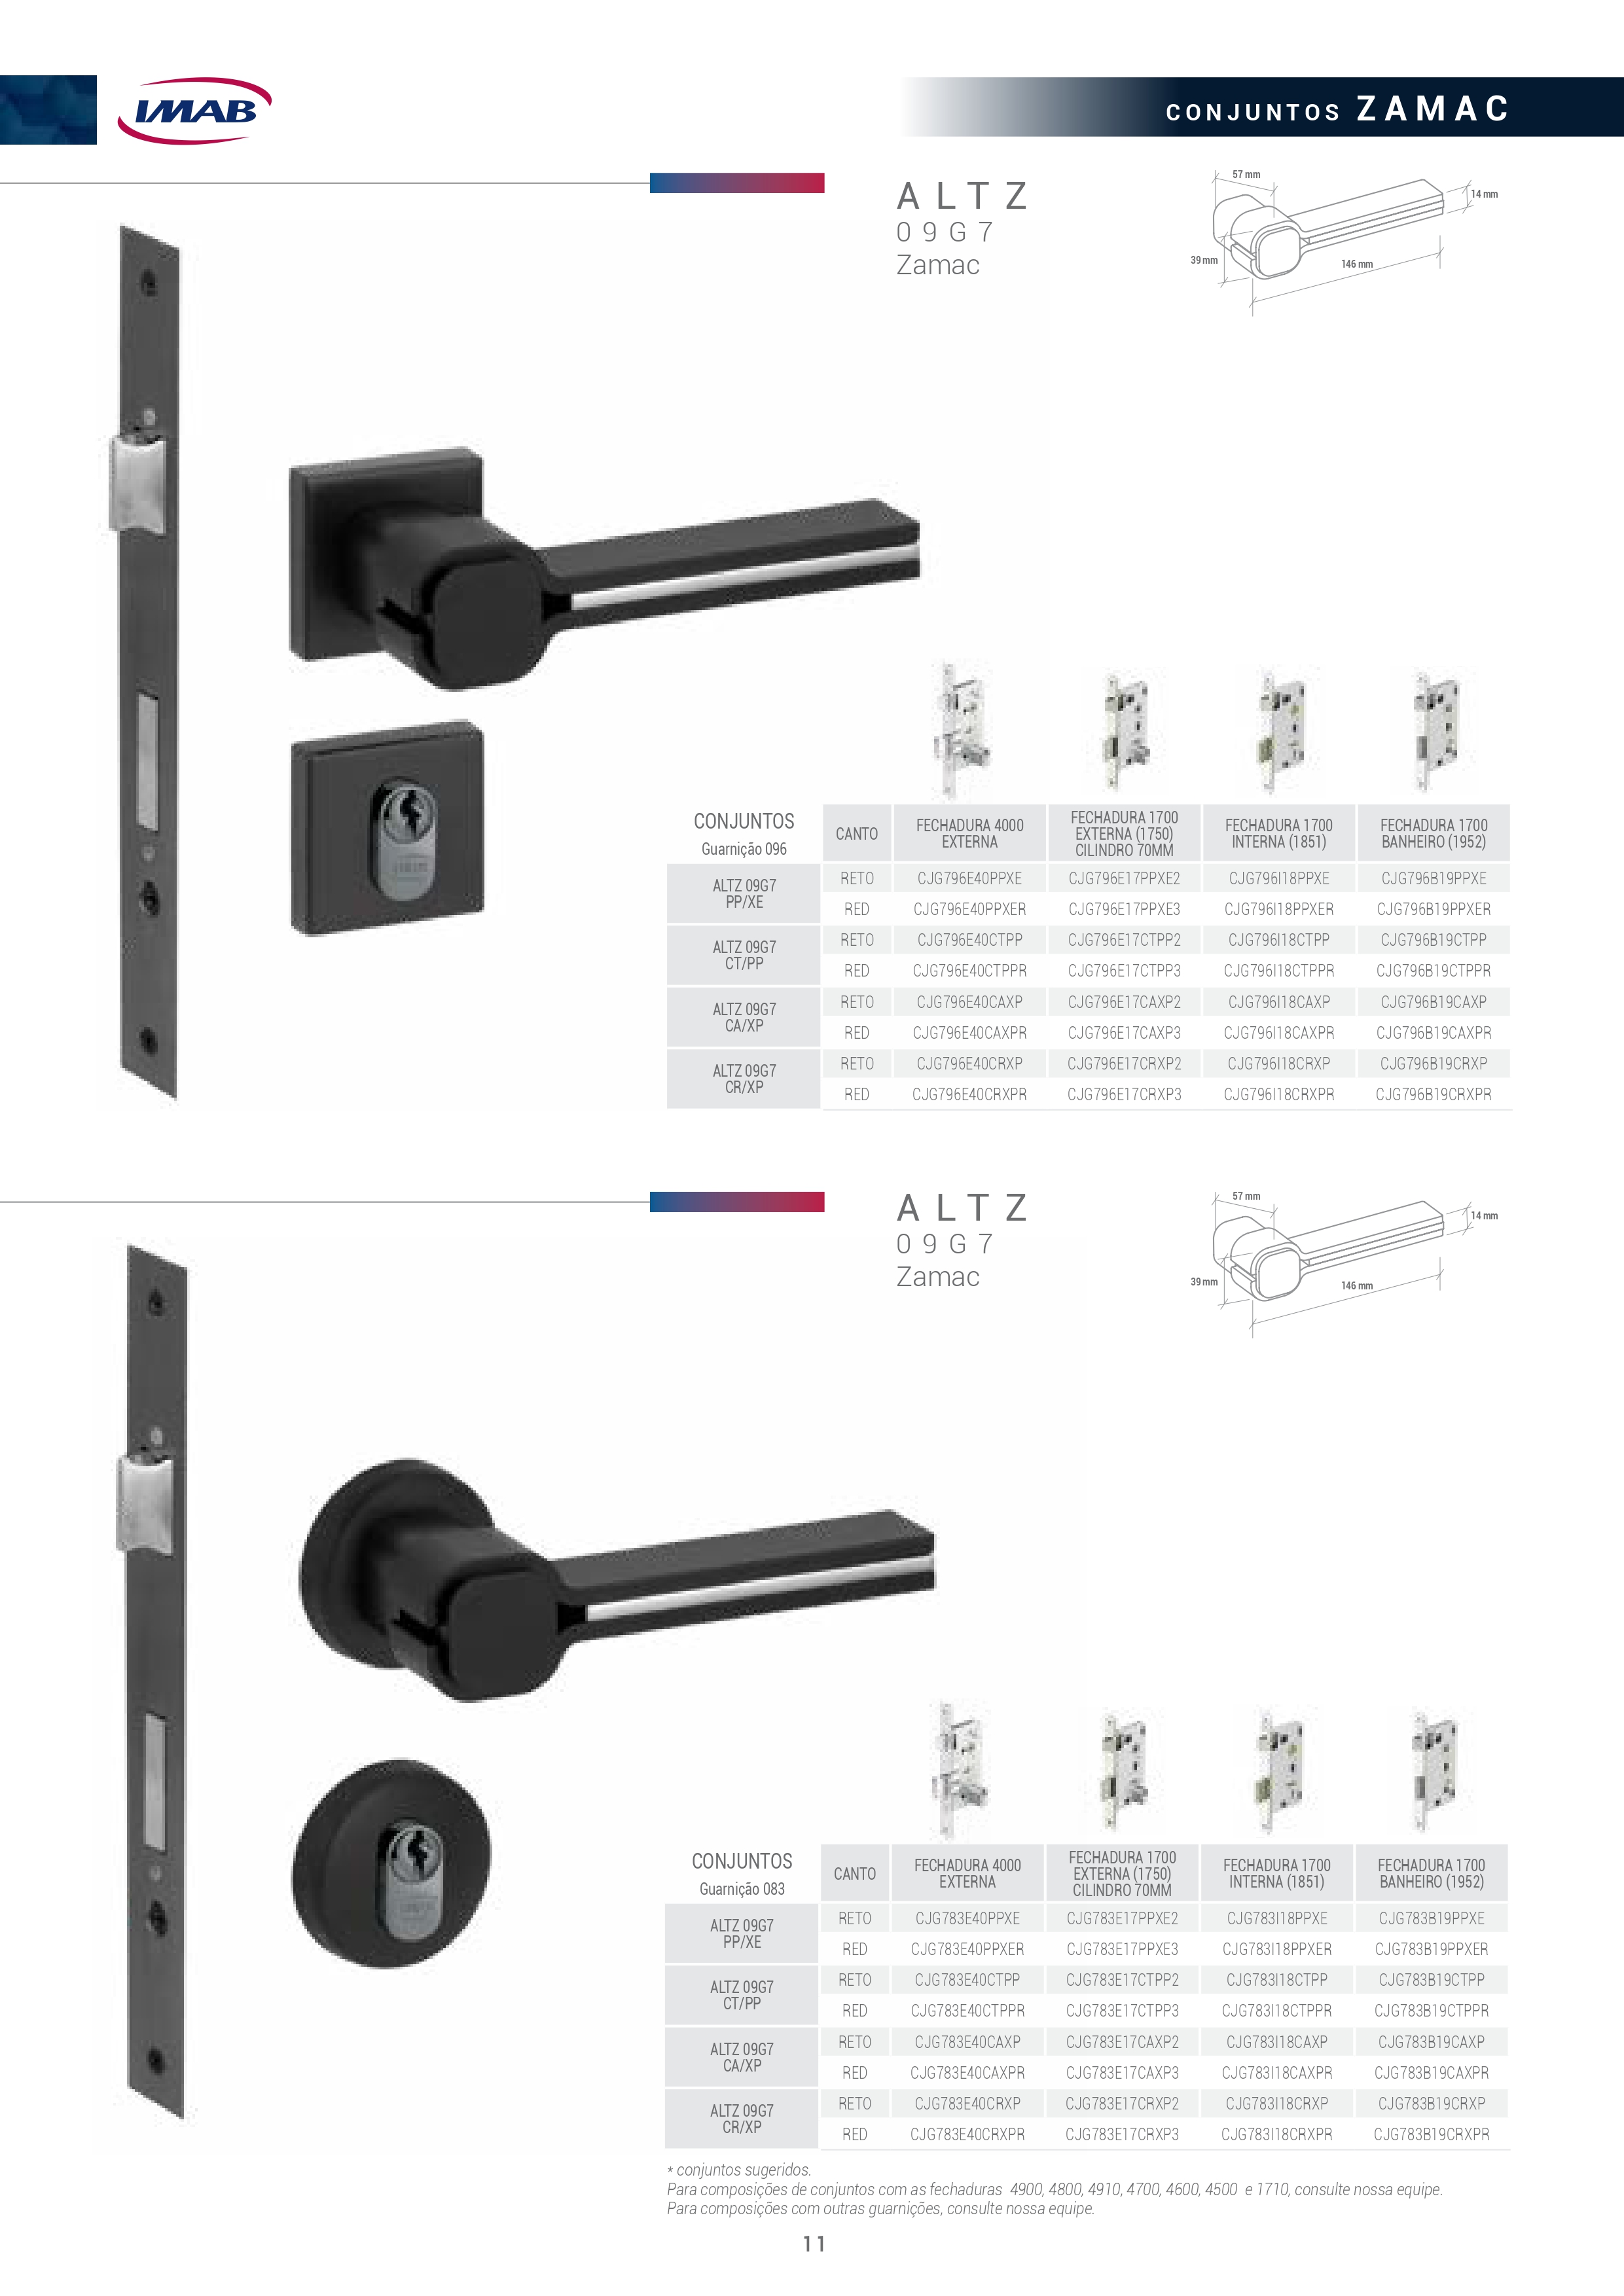 IMAB
CONJUNTOS ZAMAC
ALTZ
09G7
Zamac
57 mm
14 mm
39 mm
146 mm
CONJUNTOS
Guarnição 096
CANTO
FECHADURA 4000
EXTERNA
FECHADURA 1700
EXTERNA (1750)
CILINDRO 70MM
FECHADURA 1700
INTERNA (1851)
FECHADURA 1700
BANHEIRO (1952)
ALTZ 09G7
PP/XE
RETO CJG796E40PPXE CJG796E17PPXE2 CJG796I18PPXE CJG796B19PPXE
RED CJG796E40PPXER CJG796E17PPXE3 CJG796I18PPXER CJG796B19PPXER
ALTZ 09G7
CT/PP
RETO CJG796E40CTPP CJG796E17CTPP2 CJG796I18CTPP CJG796B19CTPP
RED CJG796E40CTPPR CJG796E17CTPP3 CJG796I18CTPPR CJG796B19CTPPR
ALTZ 09G7
CA/XP
RETO CJG796E40CAXP CJG796E17CAXP2 CJG796I18CAXP CJG796B19CAXP
RED CJG796E40CAXPR CJG796E17CAXP3 CJG796I18CAXPR CJG796B19CAXPR
ALTZ 09G7
CR/XP
RETO CJG796E40CRXP CJG796E17CRXP2 CJG796I18CRXP CJG796B19CRXP
RED CJG796E40CRXPR CJG796E17CRXP3 CJG796I18CRXPR CJG796B19CRXPR
ALTZ
09G7
Zamac
57 mm
14 mm
39 mm
146 mm
CONJUNTOS
Guarnição 083
CANTO
FECHADURA 4000
EXTERNA
FECHADURA 1700
EXTERNA (1750)
CILINDRO 70MM
FECHADURA 1700
INTERNA (1851)
FECHADURA 1700
BANHEIRO (1952)
ALTZ 09G7
PP/XE
RETO CJG783E40PPXE CJG783E17PPXE2 CJG783I18PPXE CJG783B19PPXE
RED CJG783E40PPXER CJG783E17PPXE3 CJG783I18PPXER CJG783B19PPXER
ALTZ 09G7
CT/PP
RETO CJG783E40CTPP CJG783E17CTPP2 CJG783I18CTPP CJG783B19CTPP
RED CJG783E40CTPPR CJG783E17CTPP3 CJG783I18CTPPR CJG783B19CTPPR
ALTZ 09G7
CA/XP
RETO CJG783E40CAXP CJG783E17CAXP2 CJG783I18CAXP CJG783B19CAXP
RED CJG783E40CAXPR CJG783E17CAXP3 CJG783I18CAXPR CJG783B19CAXPR
ALTZ 09G7
CR/XP
RETO CJG783E40CRXP CJG783E17CRXP2 CJG783I18CRXP CJG783B19CRXP
RED CJG783E40CRXPR CJG783E17CRXP3 CJG783I18CRXPR CJG783B19CRXPR
* conjuntos sugeridos.
Para composições de conjuntos com as fechaduras 4900, 4800, 4910, 4700, 4600, 4500 e 1710, consulte nossa equipe.
Para composições com outras guarnições, consulte nossa equipe.
11